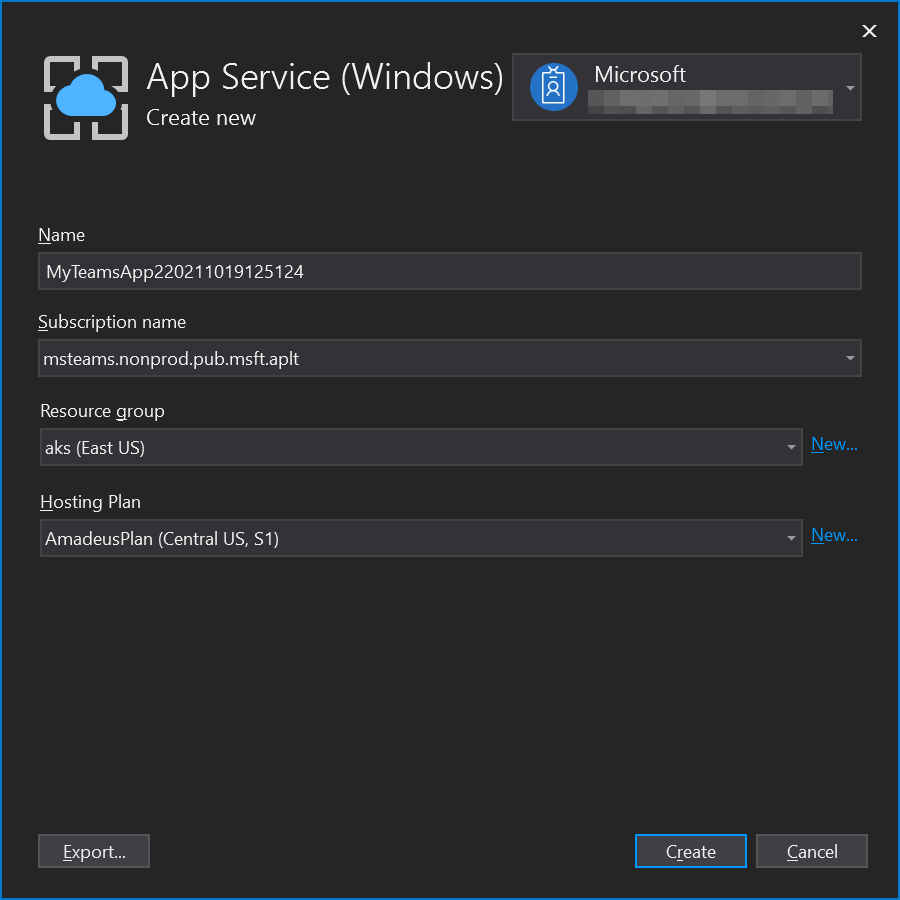 App Service (Windows)
Create new
Microsoft
Name
MyTeamsApp220211019125124
Subscription name
msteams.nonprod.pub.msft.aplt
Resource group
aks (East US)
New...
Hosting Plan
AmadeusPlan (Central US, S1)
New...
Export...
Create
Cancel